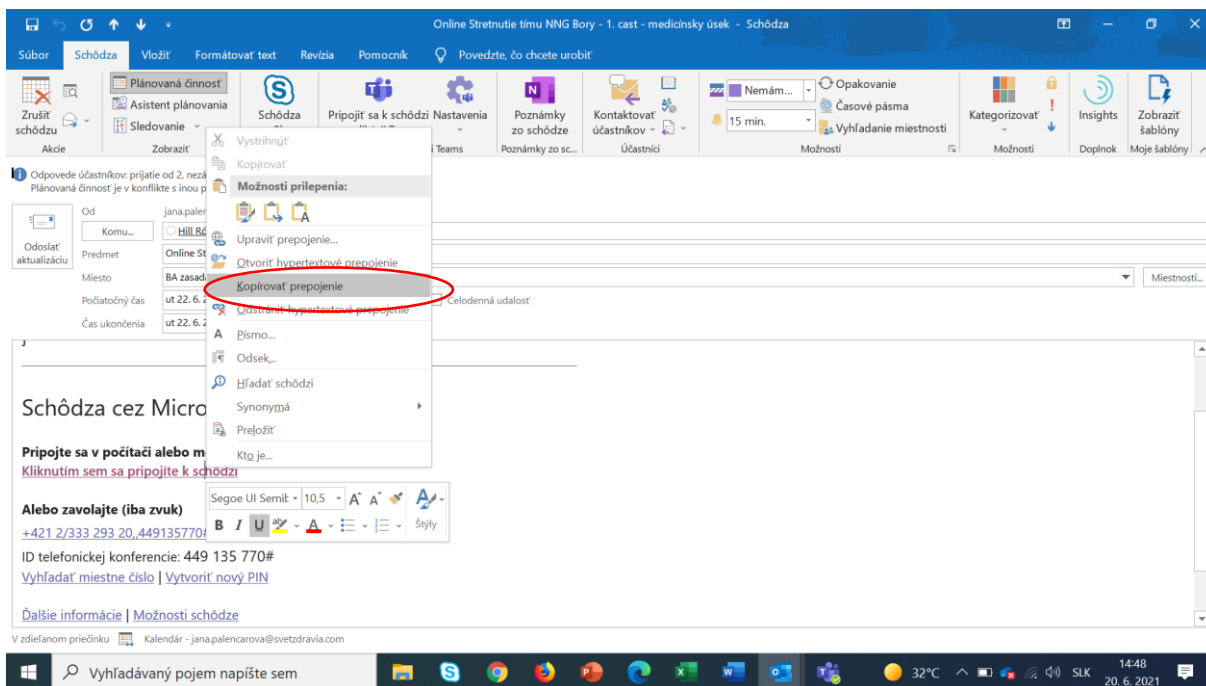 Online Stretnutie tímu NNG Bory - 1. cast - medicínsky úsek - Schôdza
Súbor Schôdza Vložiť Formátovať text Revízia Pomocník Povedzte, čo chcete urobiť
Zrušiť schôdzu
Akcie
Plánovaná činnosť
Asistent plánovania
Sledovanie
Zobraziť
Schôdza
Pripojiť sa k schôdzi
Nastavenia
Teams
Poznámky zo schôdze
Poznámky zo sc...
Kontaktovať účastníkov
Účastníci
Nemám...
15 min.
Opakovanie
Časové pásma
Vyhľadanie miestnosti
Možnosti
Kategorizovať
Možnosti
Insights
Doplnok
Zobraziť šablóny
Moje šablóny
Odpovede účastníkov: prijatie od 2, nezá
Plánovaná činnosť je v konflikte s inou p
Odoslať aktualizáciu
Od jana.palen
Komu... Hill Ró
Predmet Online St
Miesto BA zasada
Miestnosti...
Počiatočný čas ut 22. 6. 2
Celodenná udalosť
Čas ukončenia ut 22. 6. 2
Vystrihnúť
Kopírovať
Možnosti prilepenia:
Upraviť prepojenie...
Otvoriť hypertextové prepojenie
Kopírovať prepojenie
Odstrániť hypertextové prepojenie
Písmo...
Odsek...
Hľadať schôdzi
Synonymá
Preložiť
Kto je...
Segoe UI Semik 10,5
B I U
Štýly
Schôdza cez Micro
Pripojte sa v počítači alebo m
Kliknutím sem sa pripojíte k schôdzi
Alebo zavolajte (iba zvuk)
+421 2/333 293 20,,449135770#
ID telefonickej konferencie: 449 135 770#
Vyhľadať miestne číslo | Vytvoriť nový PIN
Ďalšie informácie | Možnosti schôdze
V zdieľanom priečinku Kalendár - jana.palencarova@svetzdravia.com
Vyhľadávaný pojem napíšte sem
32°C SLK 14:48
20. 6. 2021